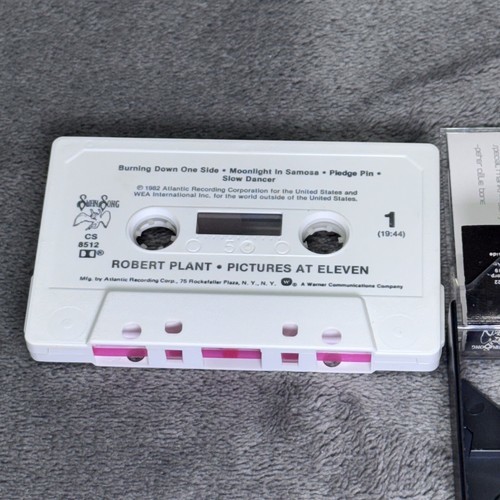 Burning Down One Side • Moonlight In Samosa • Pledge Pin •
Slow Dancer
℗ 1982 Atlantic Recording Corporation for the United States and
WEA International Inc. for the world outside of the United States.
SWAN SONG
CS
8512
1
(19:44)
ROBERT PLANT • PICTURES AT ELEVEN
Mfg. by Atlantic Recording Corp., 75 Rockefeller Plaza, N. Y., N. Y. W ® A Warner Communications Company